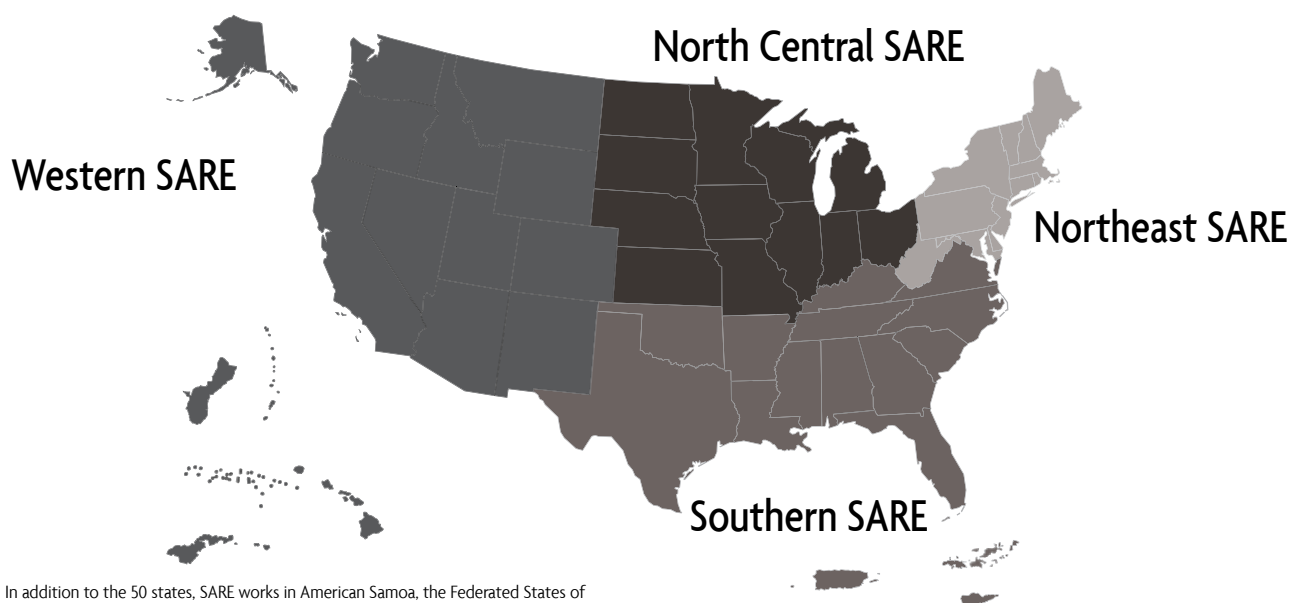 North Central SARE
Western SARE
Northeast SARE
Southern SARE
In addition to the 50 states, SARE works in American Samoa, the Federated States of